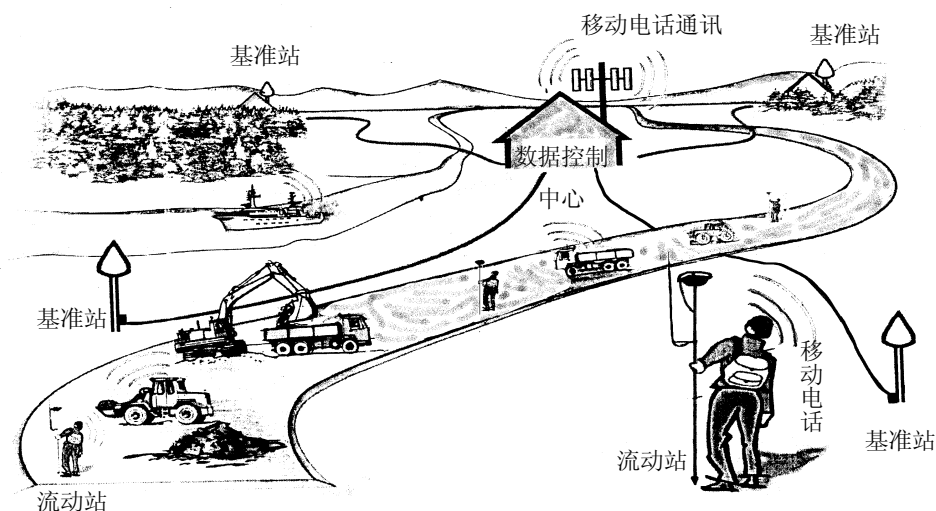 移动电话通讯
基准站
基准站
数据控制
中心
基准站
移动电话
基准站
流动站
流动站